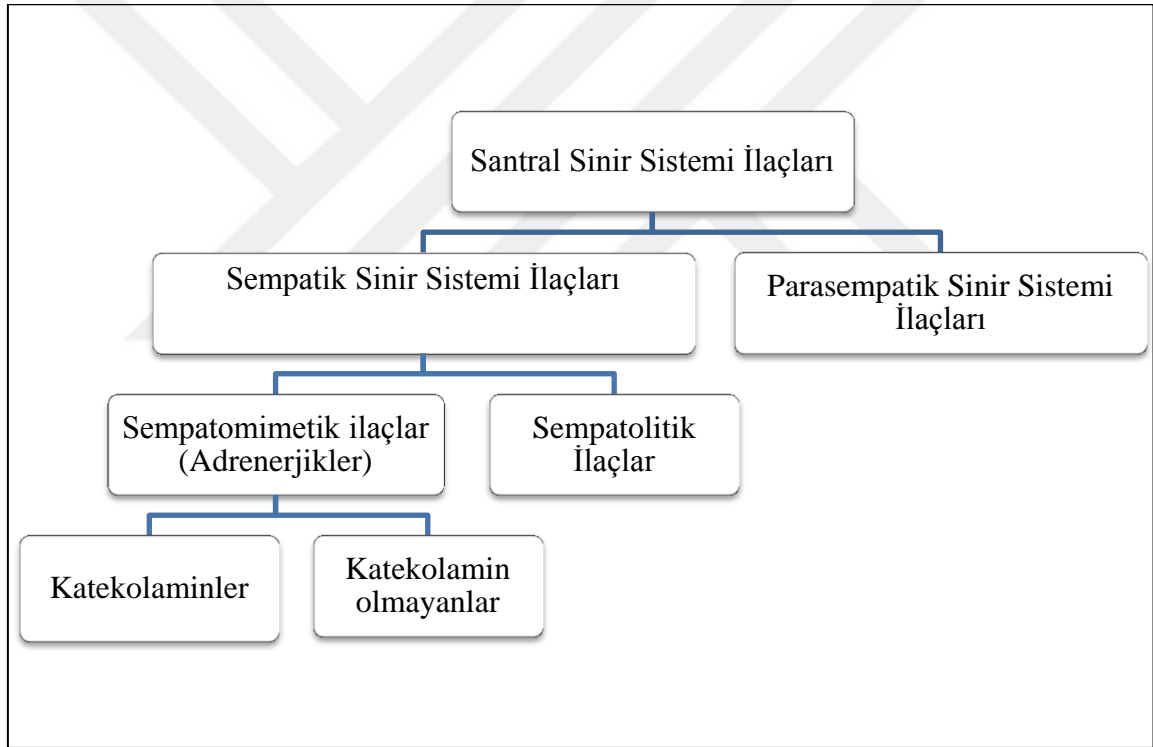 Santral Sinir Sistemi İlaçları
Sempatik Sinir Sistemi İlaçları
Parasempatik Sinir Sistemi
İlaçları
Sempatomimetik ilaçlar
(Adrenerjikler)
Sempatolitik
İlaçlar
Katekolaminler
Katekolamin
olmayanlar